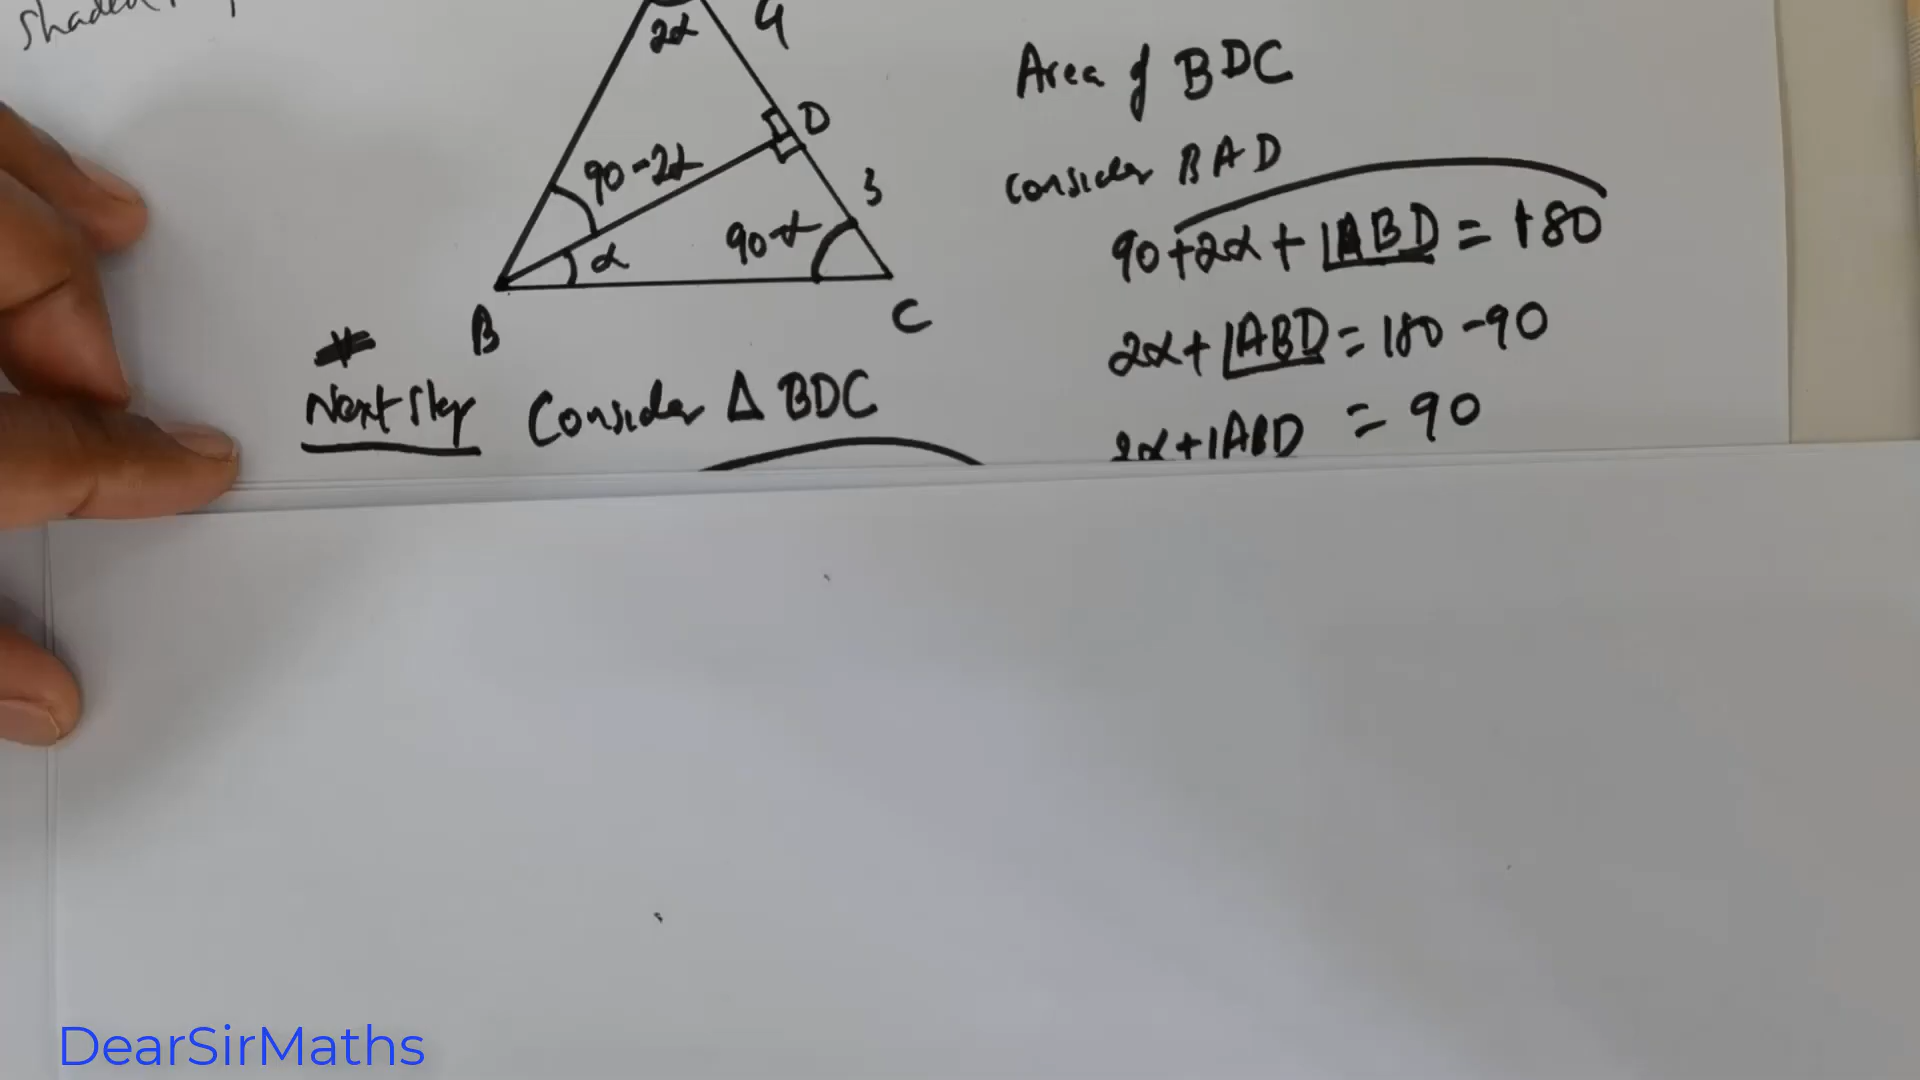 shaded
2α
4
D
90-2α
3
90-α
α
B
C
Next step Consider Δ BDC
Area of BDC
consider BAD
90+2α+∠ABD = 180
2α+∠ABD = 180-90
2α+∠ABD = 90
DearSirMaths